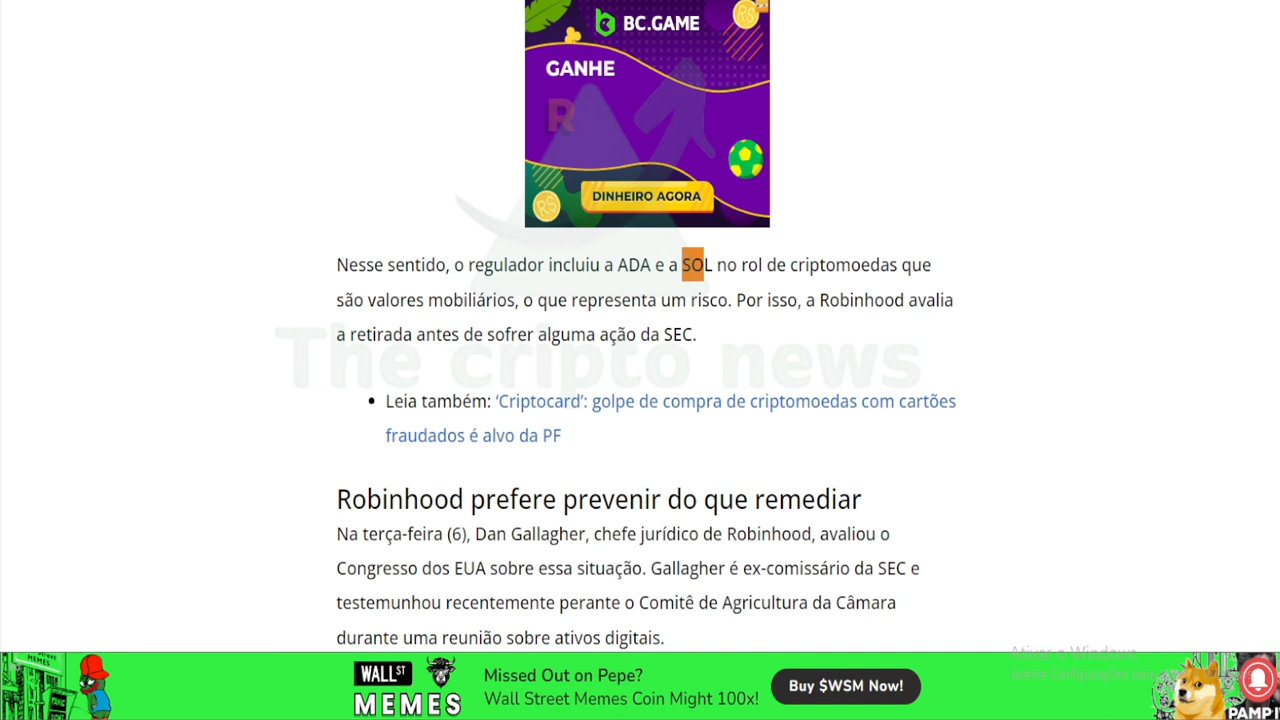 BC.GAME
GANHE
R
DINHEIRO AGORA
Nesse sentido, o regulador incluiu a ADA e a SOL no rol de criptomoedas que
são valores mobiliários, o que representa um risco. Por isso, a Robinhood avalia
a retirada antes de sofrer alguma ação da SEC.
The cripto news
• Leia também: ‘Criptocard’: golpe de compra de criptomoedas com cartões
fraudados é alvo da PF
Robinhood prefere prevenir do que remediar
Na terça-feira (6), Dan Gallagher, chefe jurídico de Robinhood, avaliou o
Congresso dos EUA sobre essa situação. Gallagher é ex-comissário da SEC e
testemunhou recentemente perante o Comitê de Agricultura da Câmara
durante uma reunião sobre ativos digitais.
Ativar o Windows
WALL ST
MEMES
Missed Out on Pepe?
Wall Street Memes Coin Might 100x!
Buy $WSM Now!